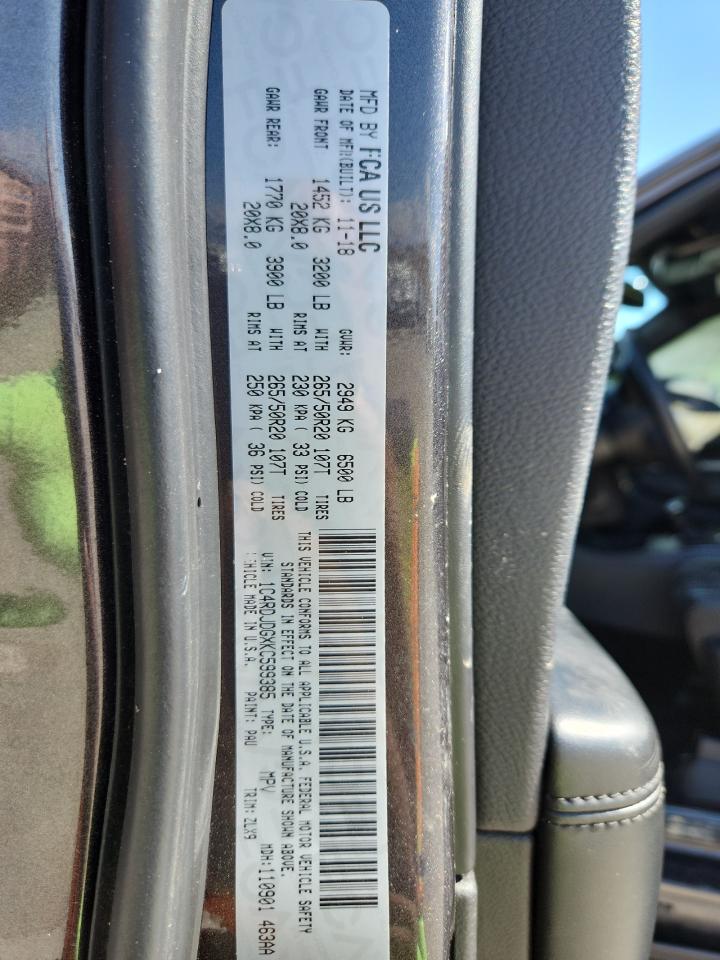 MFD BY FCA US LLC
DATE OF MFR(BUILT): 11-18 GVWR: 2949 KG 6500 LB
GAWR FRONT 1452 KG 3200 LB WITH 265/50R20 107T TIRES
20X8.0 RIMS AT 230 KPA ( 33 PSI) COLD
GAWR REAR: 1770 KG 3900 LB WITH 265/50R20 107T TIRES
20X8.0 RIMS AT 250 KPA ( 36 PSI) COLD
THIS VEHICLE CONFORMS TO ALL APPLICABLE U.S.A. FEDERAL MOTOR VEHICLE SAFETY
STANDARDS IN EFFECT ON THE DATE OF MANUFACTURE SHOWN ABOVE.
VIN: 1C4RDJDGXKC599385 TYPE: MPV MDH:110901 463AA
VEHICLE MADE IN U.S.A. PAINT: PAU TRIM: ZLX9